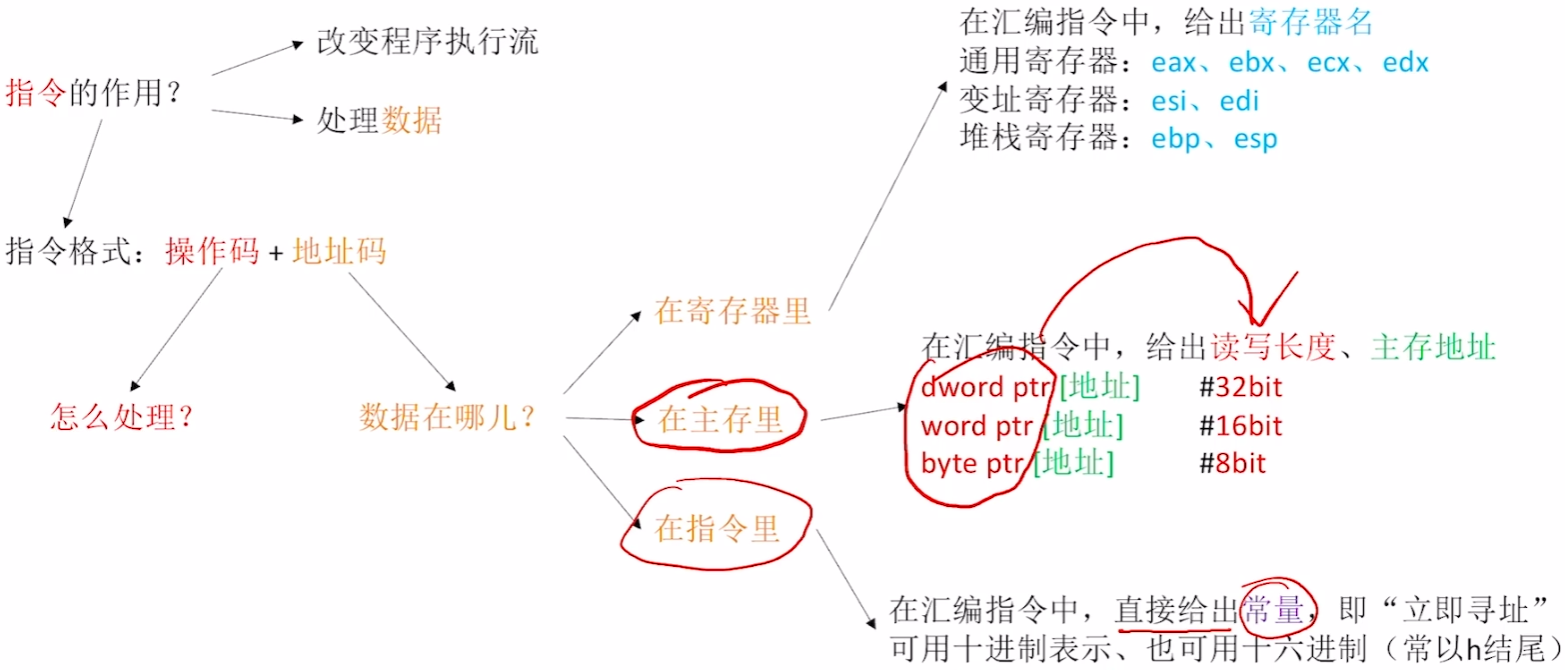 指令的作用？
改变程序执行流
处理数据
指令格式：操作码 + 地址码
怎么处理？
数据在哪儿？
在寄存器里
在主存里
在指令里
在汇编指令中，给出寄存器名
通用寄存器：eax、ebx、ecx、edx
变址寄存器：esi、edi
堆栈寄存器：ebp、esp
在汇编指令中，给出读写长度、主存地址
dword ptr [地址] #32bit
word ptr [地址] #16bit
byte ptr [地址] #8bit
在汇编指令中，直接给出常量，即“立即寻址”
可用十进制表示、也可用十六进制（常以h结尾）